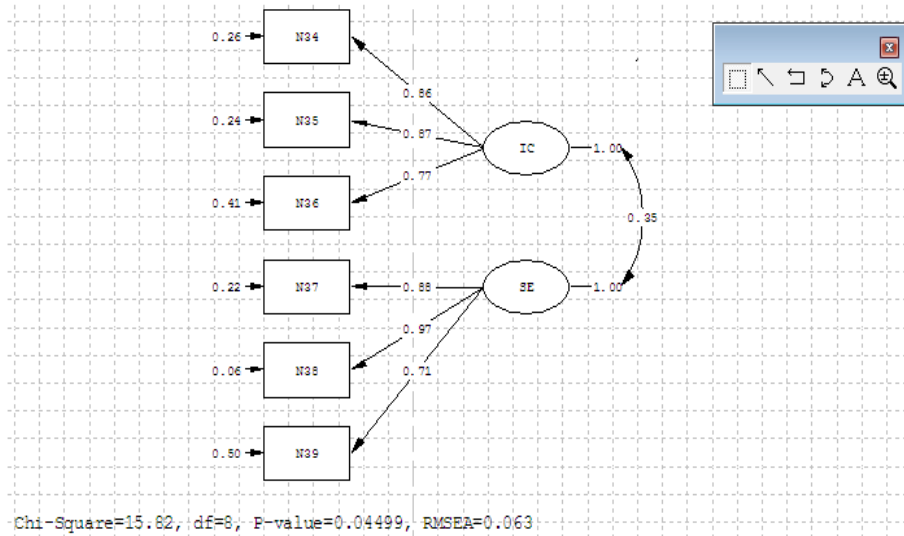 0.26 N34
0.86
0.24 N35
0.87
IC 1.00
0.77
0.41 N36
0.35
0.22 N37 0.88 SE 1.00
0.97
0.06 N38
0.71
0.50 N39
Chi-Square=15.82, df=8, P-value=0.04499, RMSEA=0.063
A